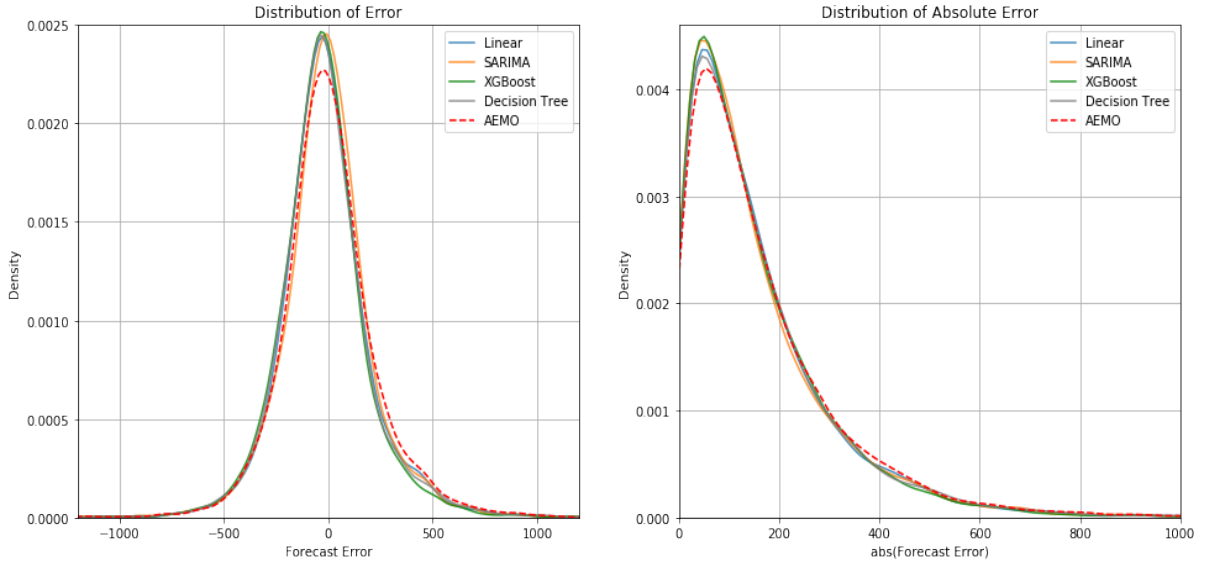 Distribution of Error
0.0025
0.0020
0.0015
0.0010
0.0005
0.0000
Density
−1000
−500
0
500
1000
Forecast Error
Linear
SARIMA
XGBoost
Decision Tree
AEMO
Distribution of Absolute Error
0.004
0.003
0.002
0.001
0.000
Density
0
200
400
600
800
1000
abs(Forecast Error)
Linear
SARIMA
XGBoost
Decision Tree
AEMO